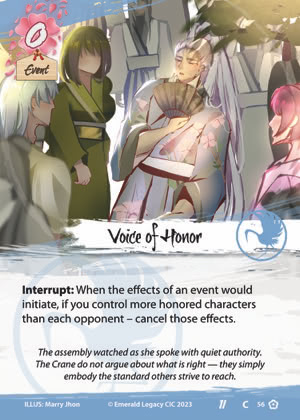 0
Event
Voice of Honor
Interrupt: When the effects of an event would
initiate, if you control more honored characters
than each opponent – cancel those effects.
The assembly watched as she spoke with quiet authority.
The Crane do not argue about what is right — they simply
embody the standards others strive to reach.
ILLUS: Marry Jhon © Emerald Legacy CIC 2023 C 56